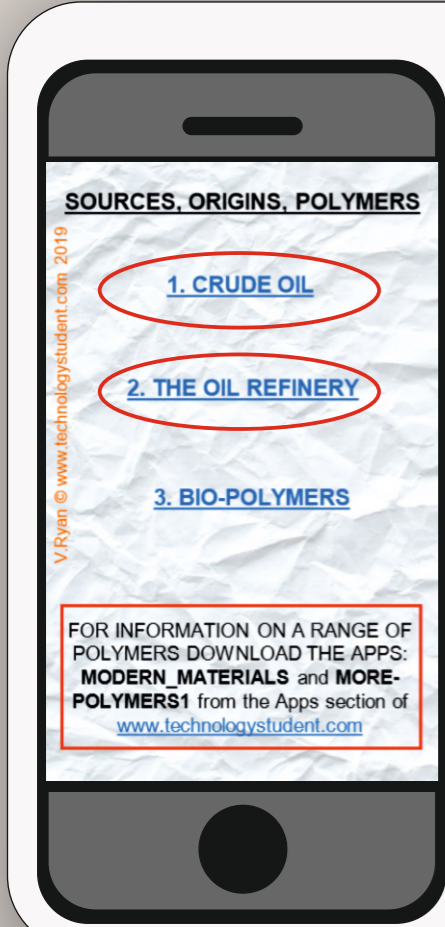 SOURCES, ORIGINS, POLYMERS
V.Ryan © www.technologystudent.com 2019
1. CRUDE OIL
2. THE OIL REFINERY
3. BIO-POLYMERS
FOR INFORMATION ON A RANGE OF
POLYMERS DOWNLOAD THE APPS:
MODERN_MATERIALS and MORE-
POLYMERS1 from the Apps section of
www.technologystudent.com